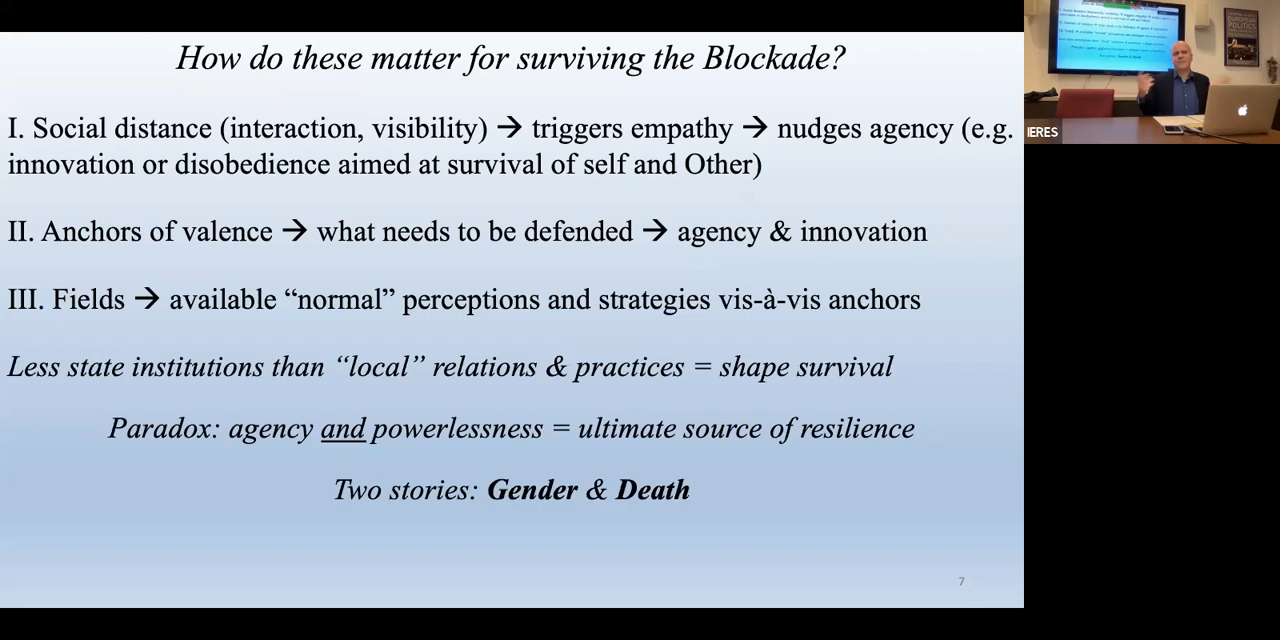 How do these matter for surviving the Blockade?
I. Social distance (interaction, visibility) → triggers empathy → nudges agency (e.g.
innovation or disobedience aimed at survival of self and Other)
II. Anchors of valence → what needs to be defended → agency & innovation
III. Fields → available “normal” perceptions and strategies vis-à-vis anchors
Less state institutions than “local” relations & practices = shape survival
Paradox: agency and powerlessness = ultimate source of resilience
Two stories: Gender & Death
7
EUROPEAN
POLITICS
IERES